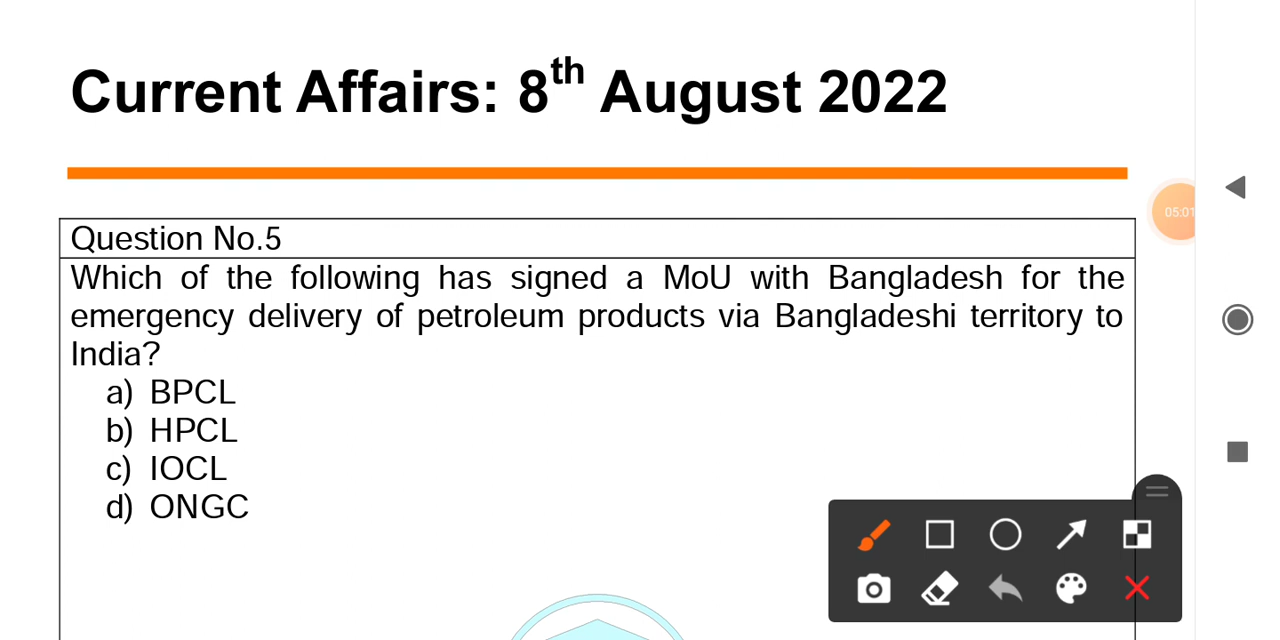 Current Affairs: 8th August 2022
05:01
Question No.5
Which of the following has signed a MoU with Bangladesh for the
emergency delivery of petroleum products via Bangladeshi territory to
India?
a) BPCL
b) HPCL
c) IOCL
d) ONGC